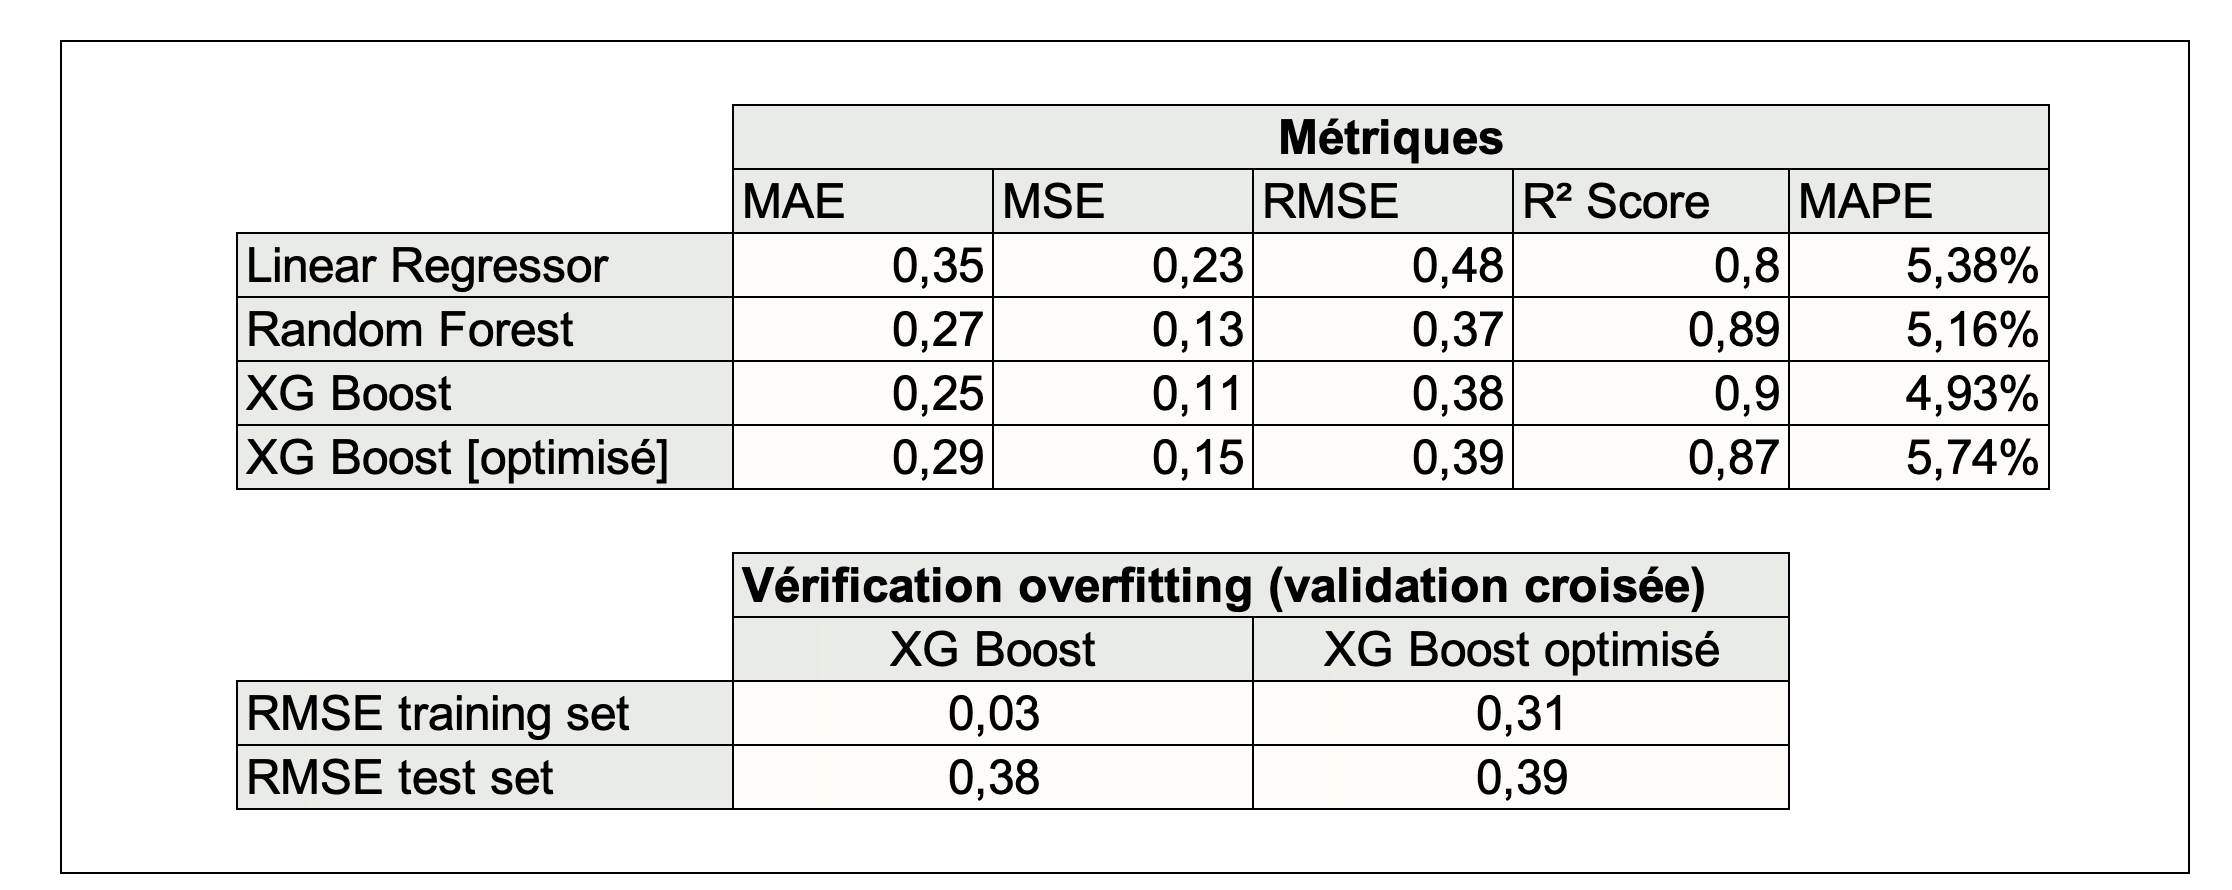 Métriques
MAE MSE RMSE R² Score MAPE
Linear Regressor 0,35 0,23 0,48 0,8 5,38%
Random Forest 0,27 0,13 0,37 0,89 5,16%
XG Boost 0,25 0,11 0,38 0,9 4,93%
XG Boost [optimisé] 0,29 0,15 0,39 0,87 5,74%
Vérification overfitting (validation croisée)
XG Boost XG Boost optimisé
RMSE training set 0,03 0,31
RMSE test set 0,38 0,39